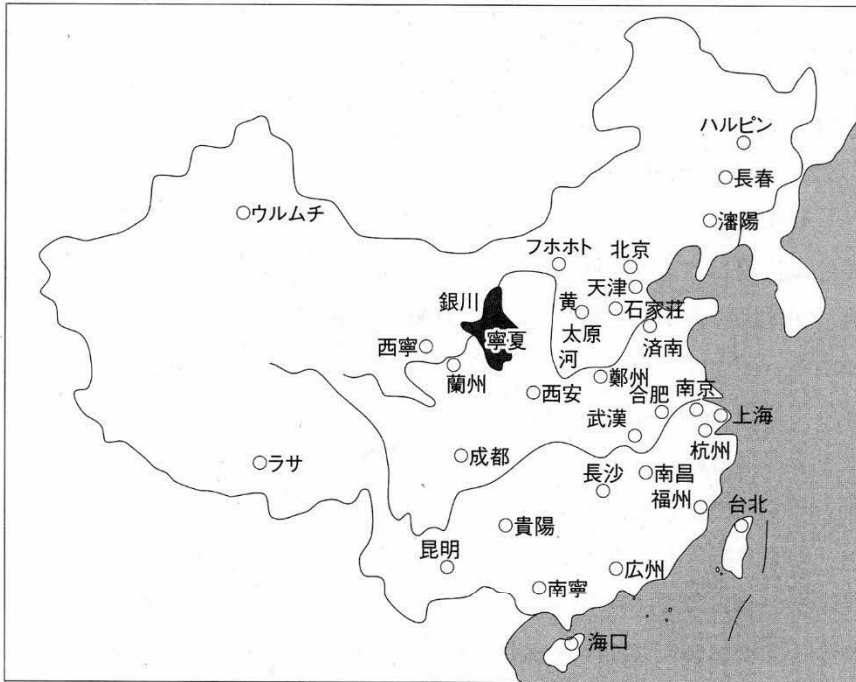 ハルピン
長春
瀋陽
ウルムチ
フホホト
北京
天津
銀川
黄河
石家荘
太原
寧夏
済南
西寧
蘭州
鄭州
西安
合肥
南京
上海
武漢
杭州
成都
ラサ
長沙
南昌
福州
台北
貴陽
昆明
広州
南寧
海口